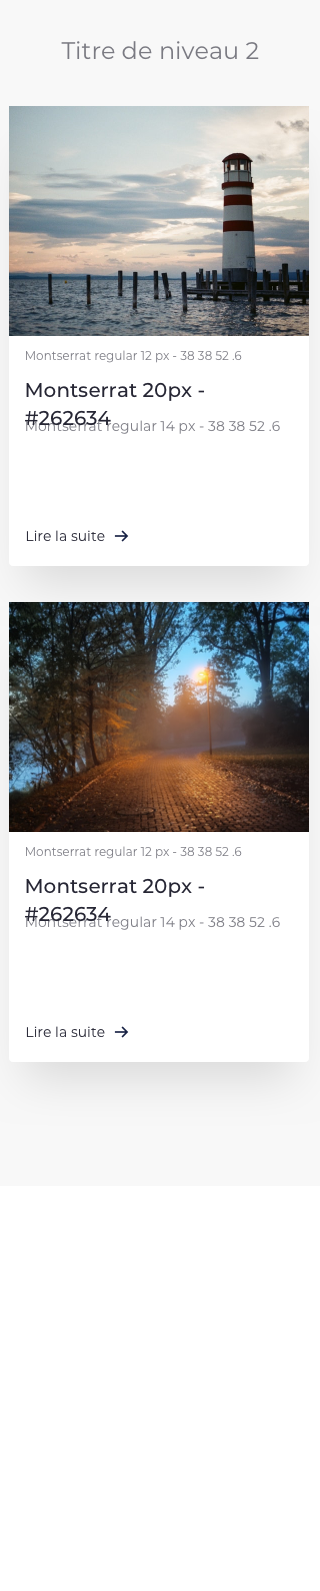 Titre de niveau 2
Montserrat regular 12 px - 38 38 52 .6
Montserrat 20px -
#262634
Montserrat regular 14 px - 38 38 52 .6
Lire la suite
Montserrat regular 12 px - 38 38 52 .6
Montserrat 20px -
#262634
Montserrat regular 14 px - 38 38 52 .6
Lire la suite